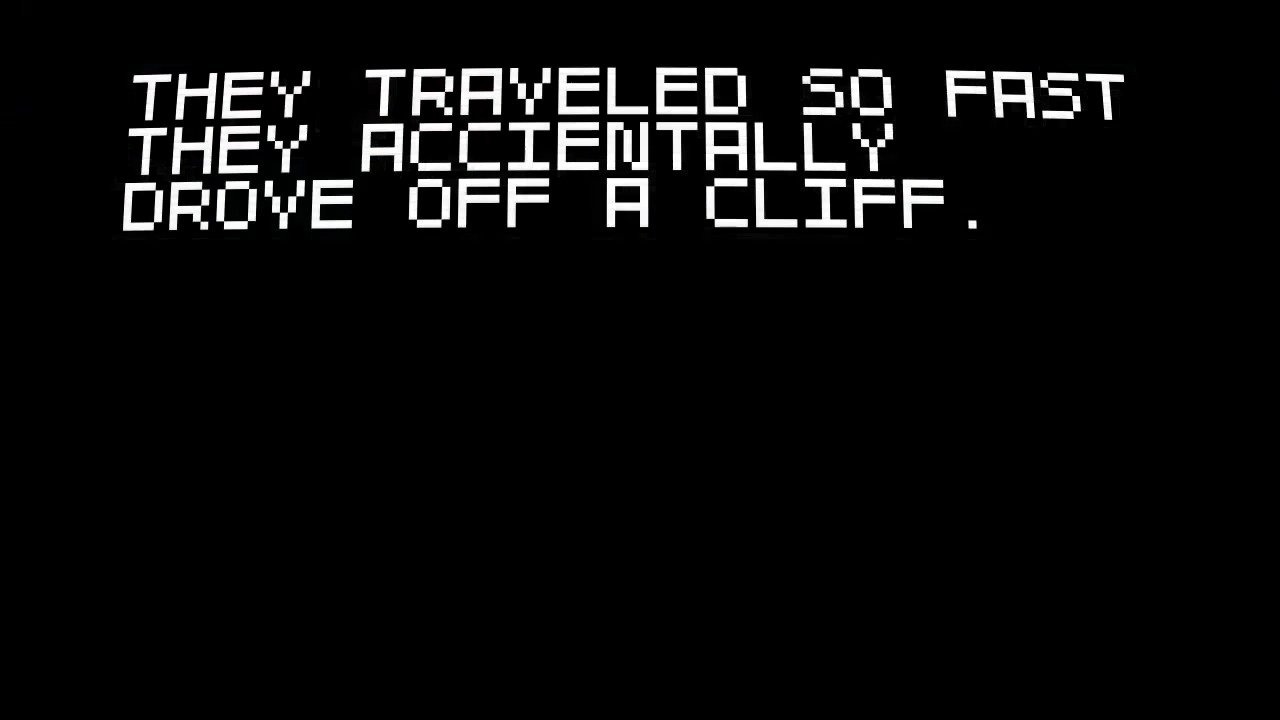 THEY TRAVELED SO FAST
THEY ACCIENTALLY
DROVE OFF A CLIFF.